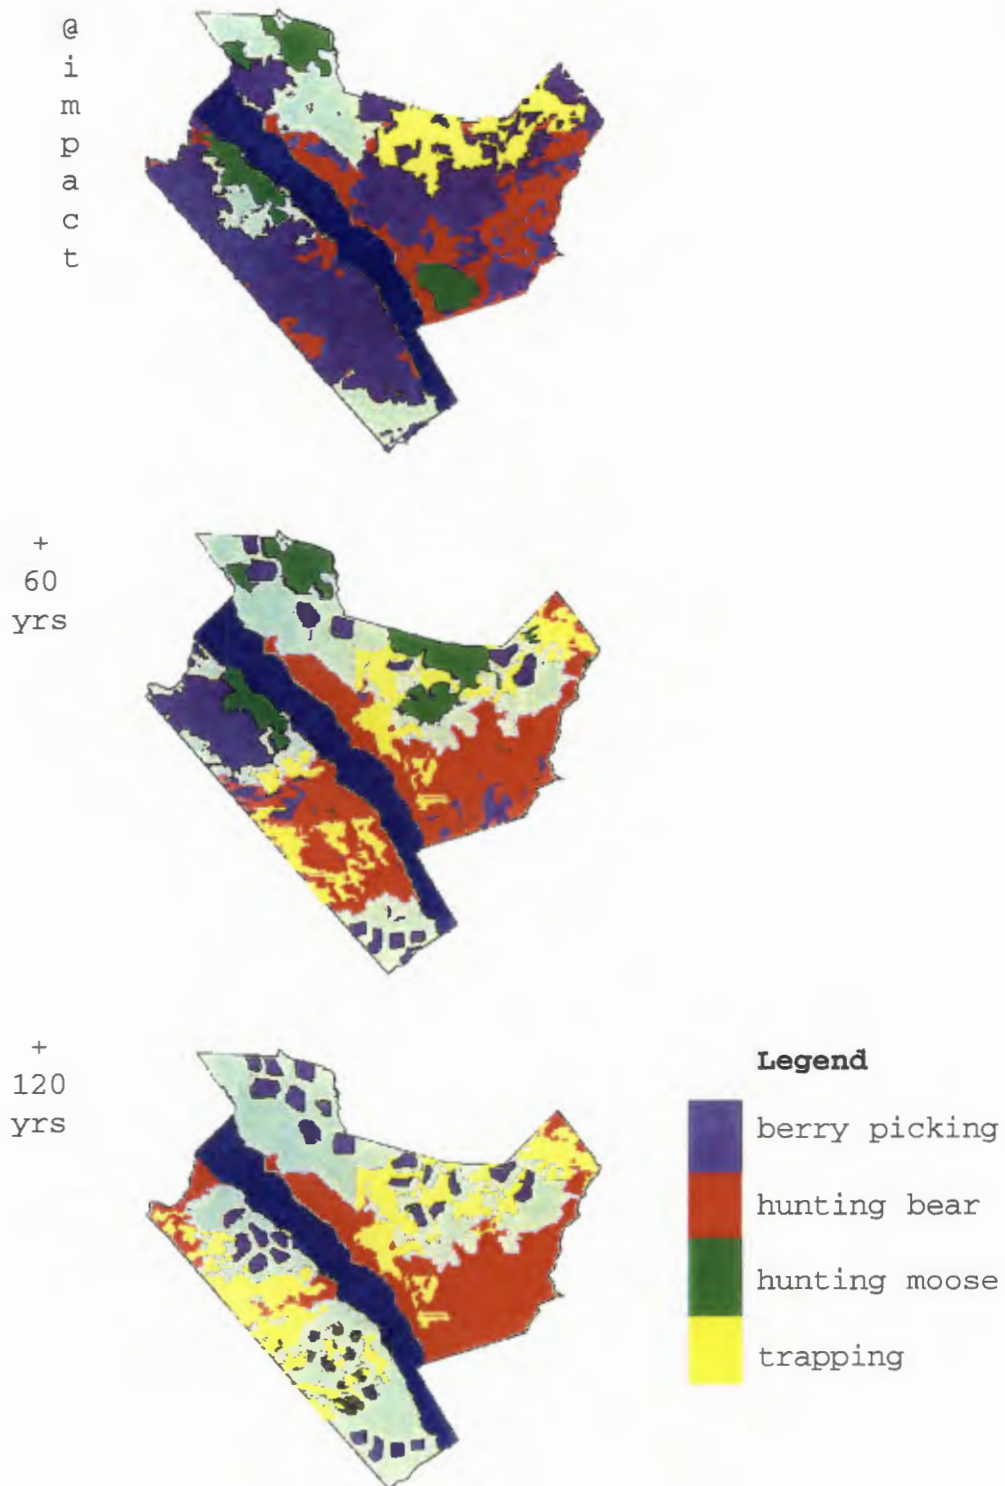 @
i
m
p
a
c
t
+
60
yrs
+
120
yrs
Legend
berry picking
hunting bear
hunting moose
trapping